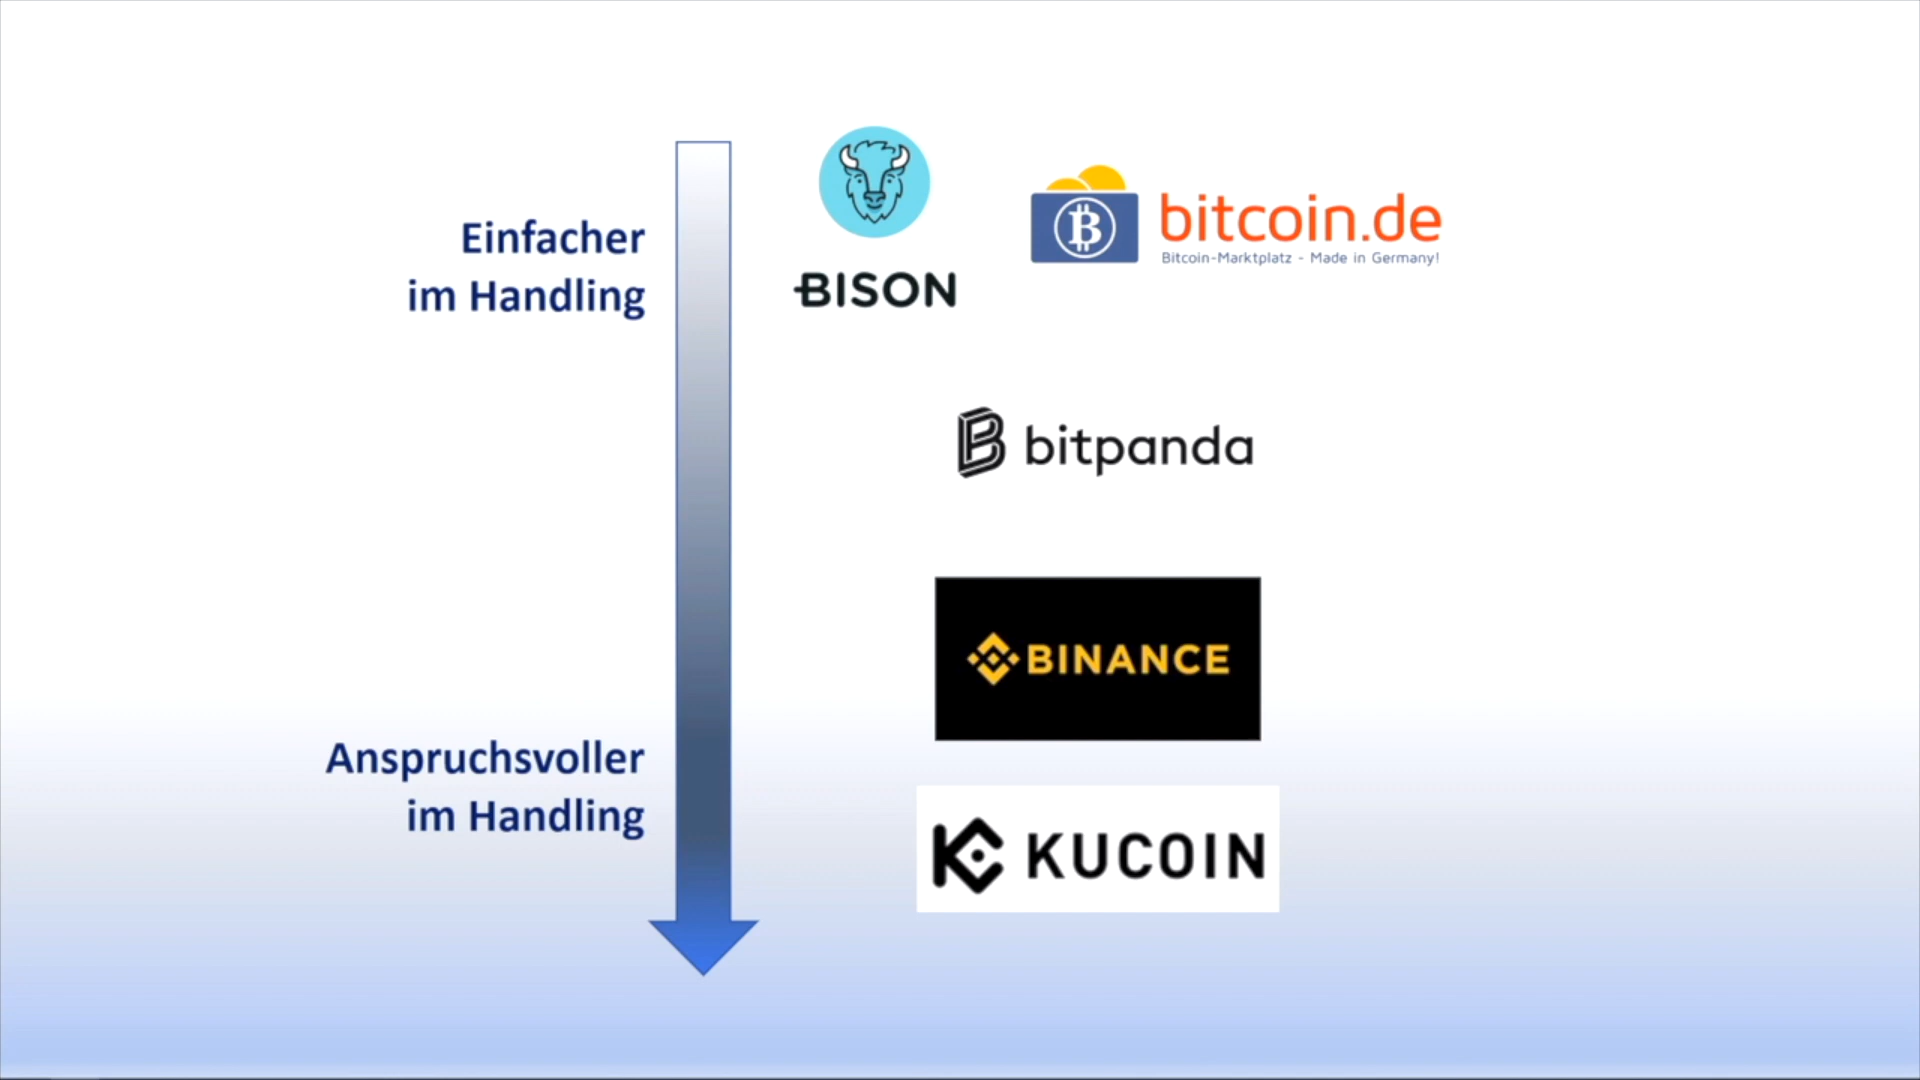 Einfacher
im Handling
BISON
bitcoin.de
Bitcoin-Marktplatz - Made in Germany!
bitpanda
BINANCE
Anspruchsvoller
im Handling
KUCOIN